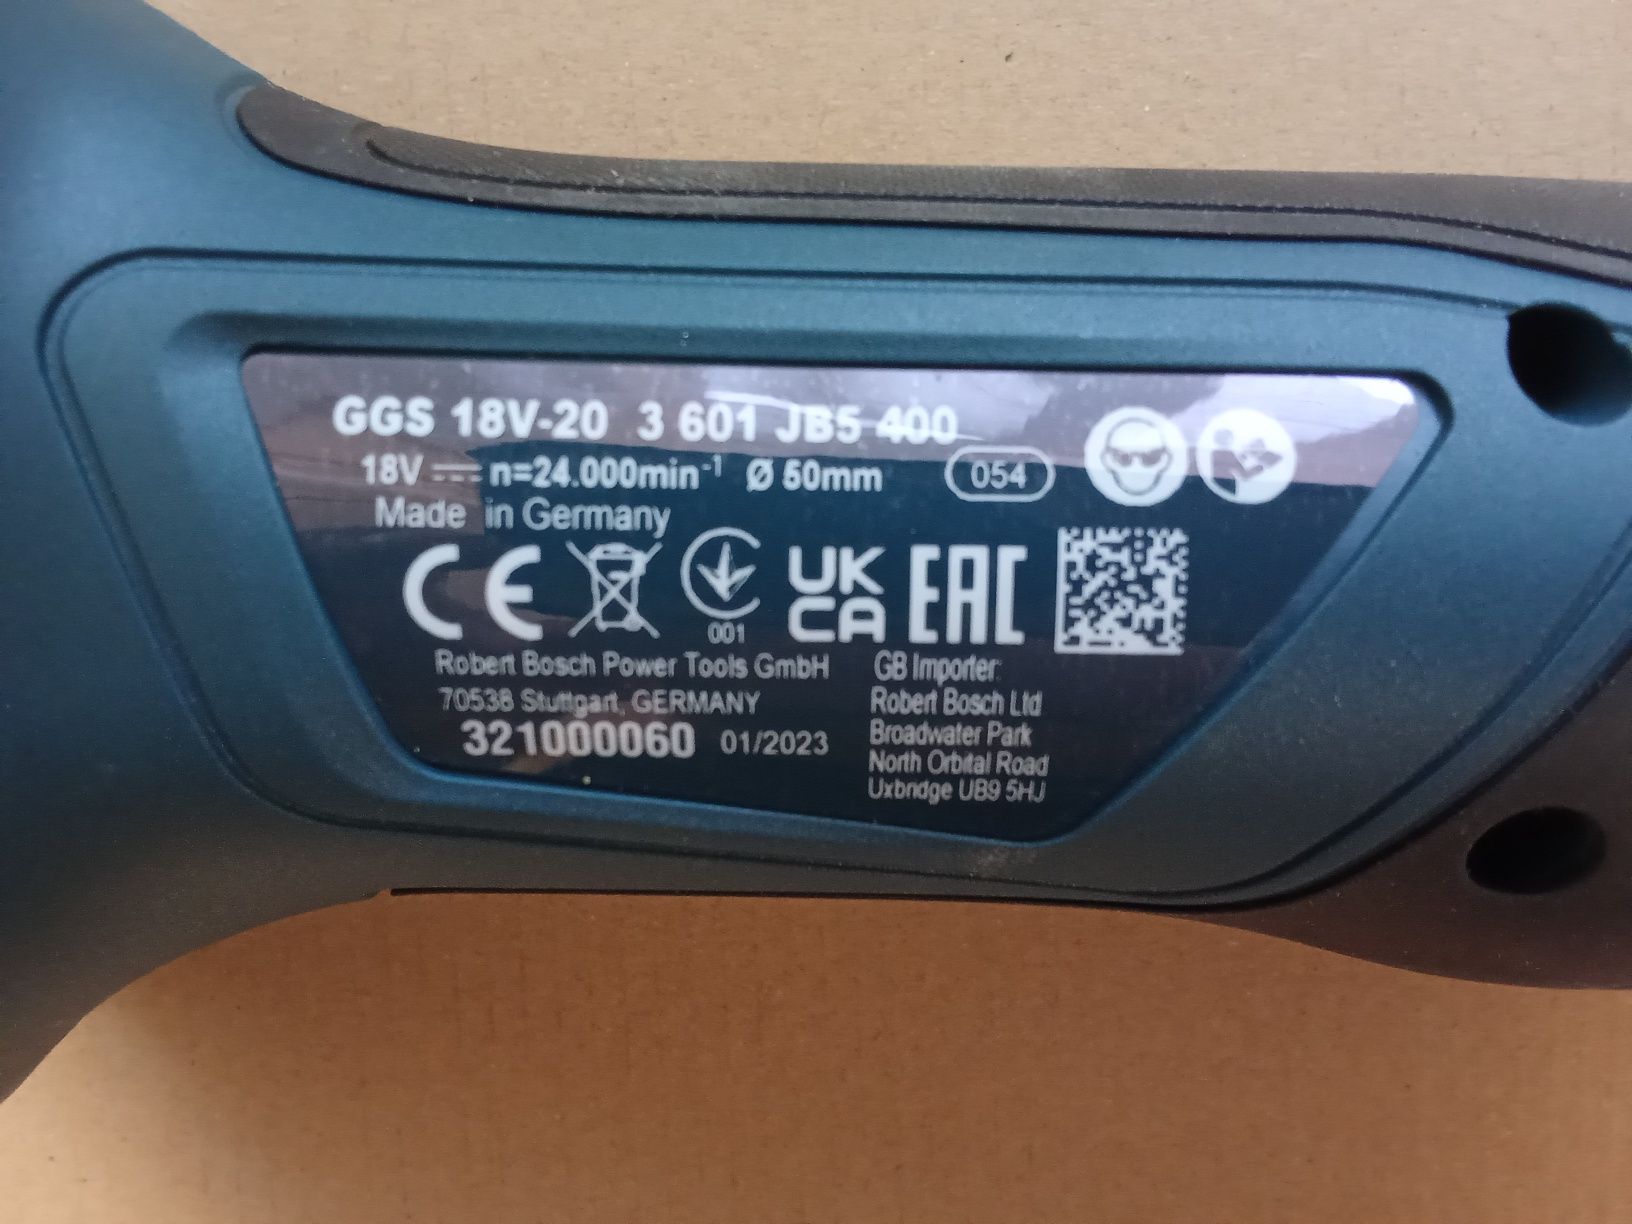 GGS 18V-20 3 601 JB5 400
18V n=24.000min⁻¹ Ø 50mm 054
Made in Germany
CE 001 UK CA EAC
Robert Bosch Power Tools GmbH
70538 Stuttgart, GERMANY
321000060 01/2023
GB Importer:
Robert Bosch Ltd
Broadwater Park
North Orbital Road
Uxbridge UB9 5HJ